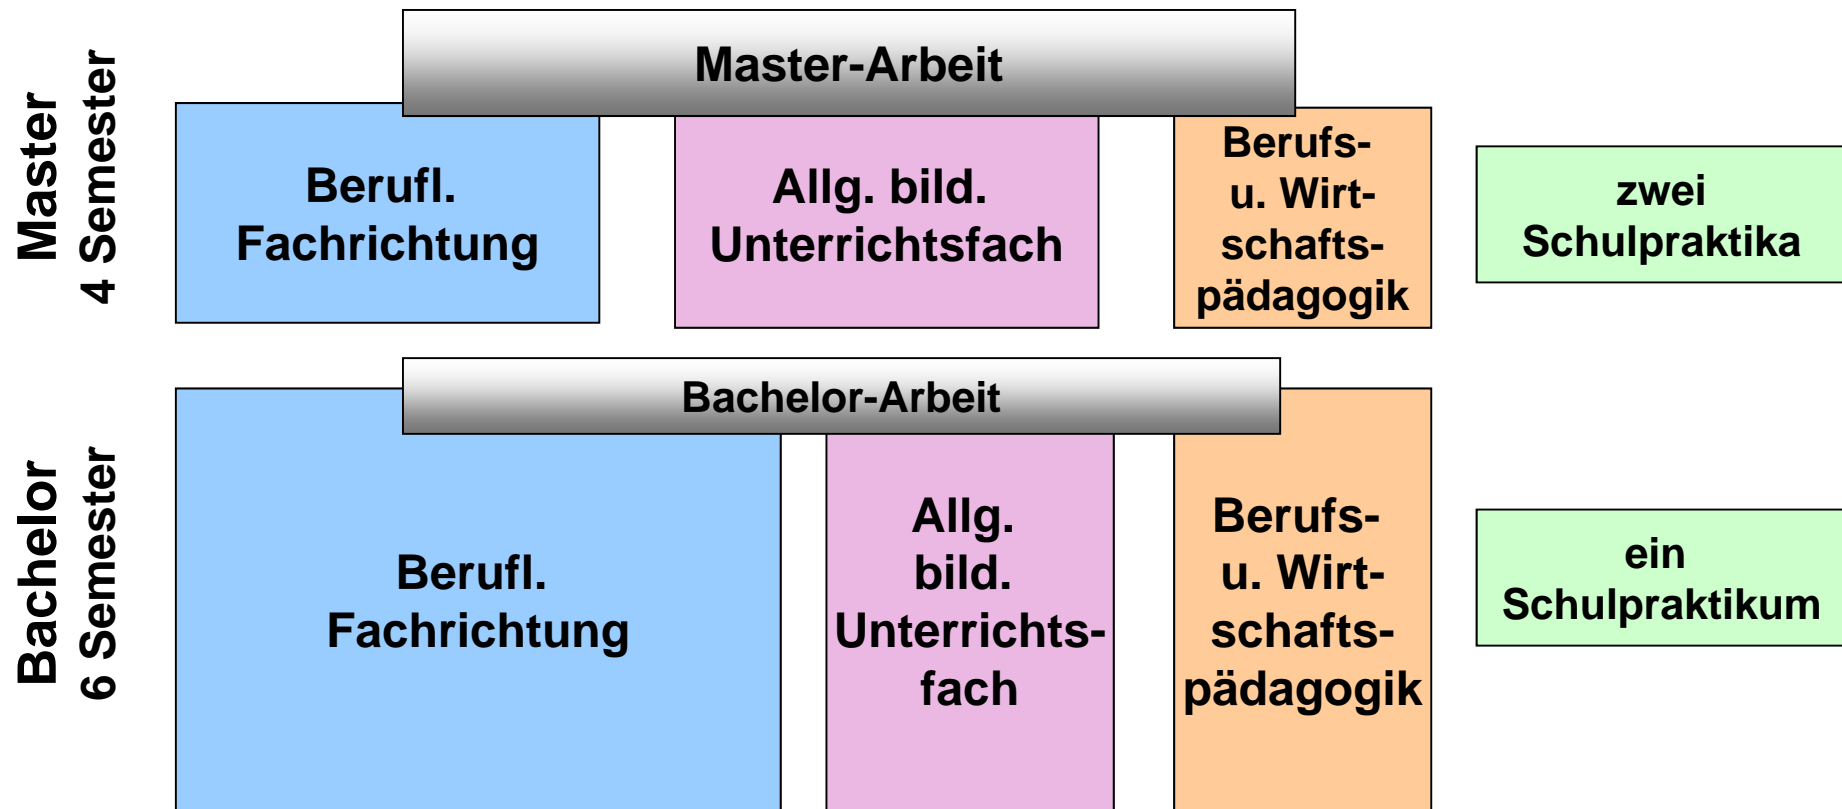 Master
4 Semester
Master-Arbeit
Berufl.
Fachrichtung
Allg. bild.
Unterrichtsfach
Berufs-
u. Wirt-
schafts-
pädagogik
zwei
Schulpraktika
Bachelor
6 Semester
Bachelor-Arbeit
Berufl.
Fachrichtung
Allg.
bild.
Unterrichts-
fach
Berufs-
u. Wirt-
schafts-
pädagogik
ein
Schulpraktikum